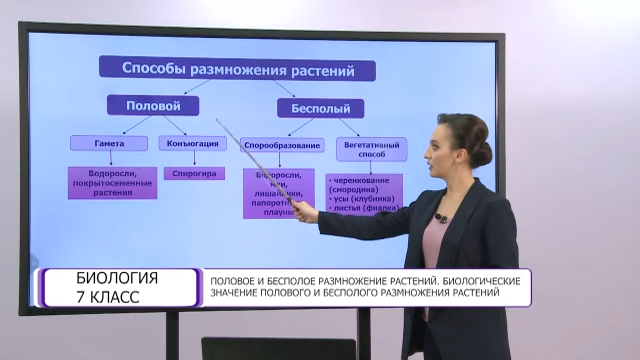 Способы размножения растений
Половой
Бесполый
Гамета
Конъюгация
Спорообразование
Вегетативный
способ
Водоросли,
покрытосеменные
растения
Спирогира
Водоросли,
лишайники,
плауны
• черенкование
(смородина)
• усы (клубника)
• листья (фиалка)
БИОЛОГИЯ
7 КЛАСС
ПОЛОВОЕ И БЕСПОЛОЕ РАЗМНОЖЕНИЕ РАСТЕНИЙ. БИОЛОГИЧЕСКИЕ
ЗНАЧЕНИЕ ПОЛОВОГО И БЕСПОЛОГО РАЗМНОЖЕНИЯ РАСТЕНИЙ